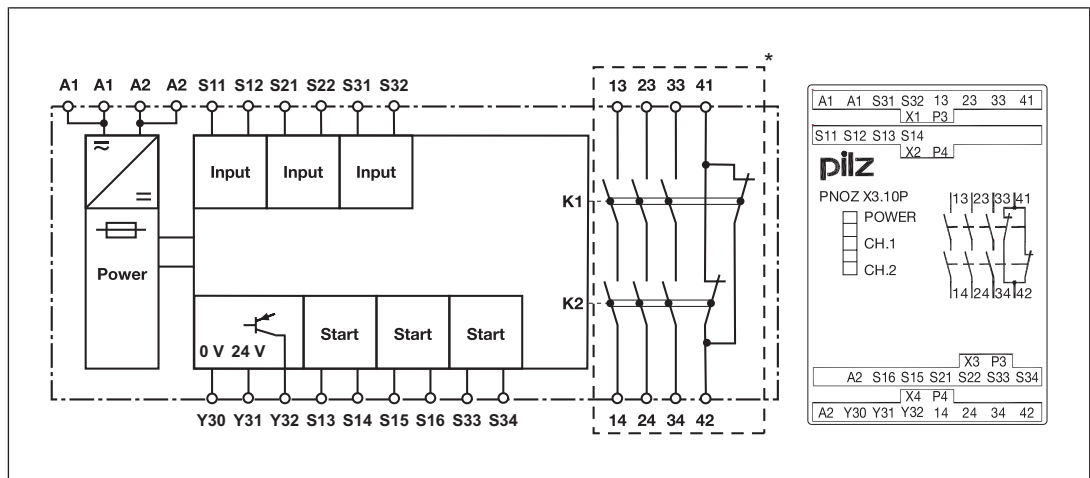 A1 A1 A2 A2 S11 S12 S21 S22 S31 S32 13 23 33 41 *
Input Input Input
K1
Power
K2
0 V 24 V Start Start Start
Y30 Y31 Y32 S13 S14 S15 S16 S33 S34 14 24 34 42
A1 A1 S31 S32 13 23 33 41
X1 P3
S11 S12 S13 S14
X2 P4
pilz
PNOZ X3.10P
13 23 33 41
POWER
CH.1
CH.2
14 24 34 42
X3 P3
A2 S16 S15 S21 S22 S33 S34
X4 P4
A2 Y30 Y31 Y32 14 24 34 42